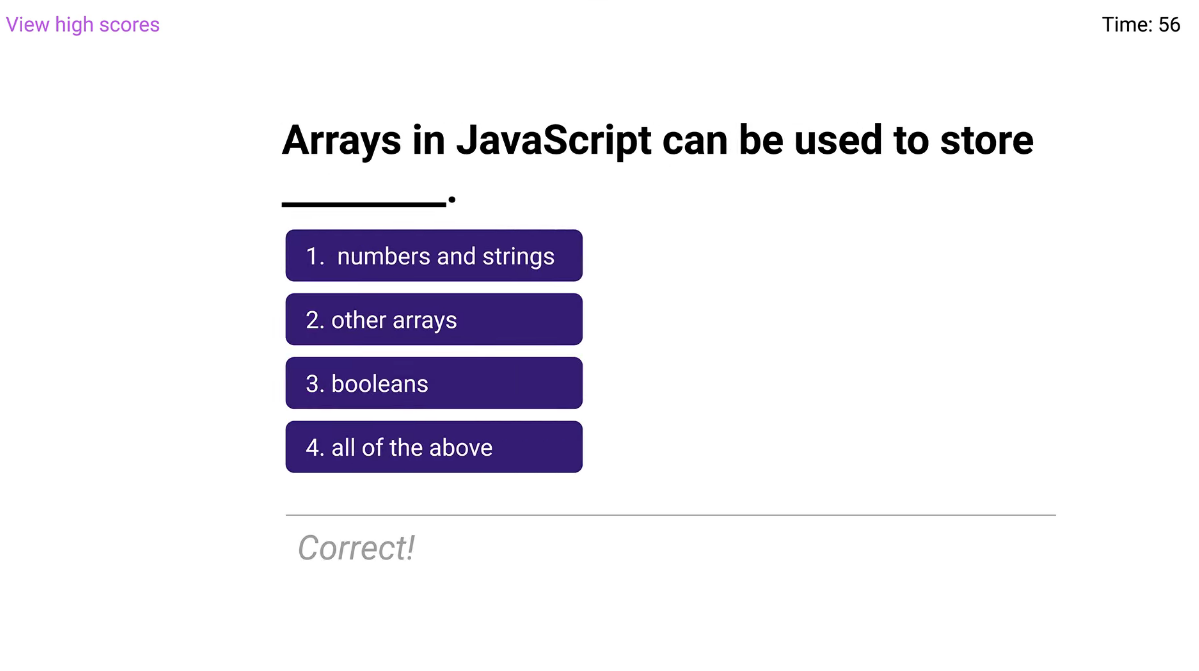 View high scores
Time: 56
Arrays in JavaScript can be used to store
________.
1.  numbers and strings
2. other arrays
3. booleans
4. all of the above
Correct!